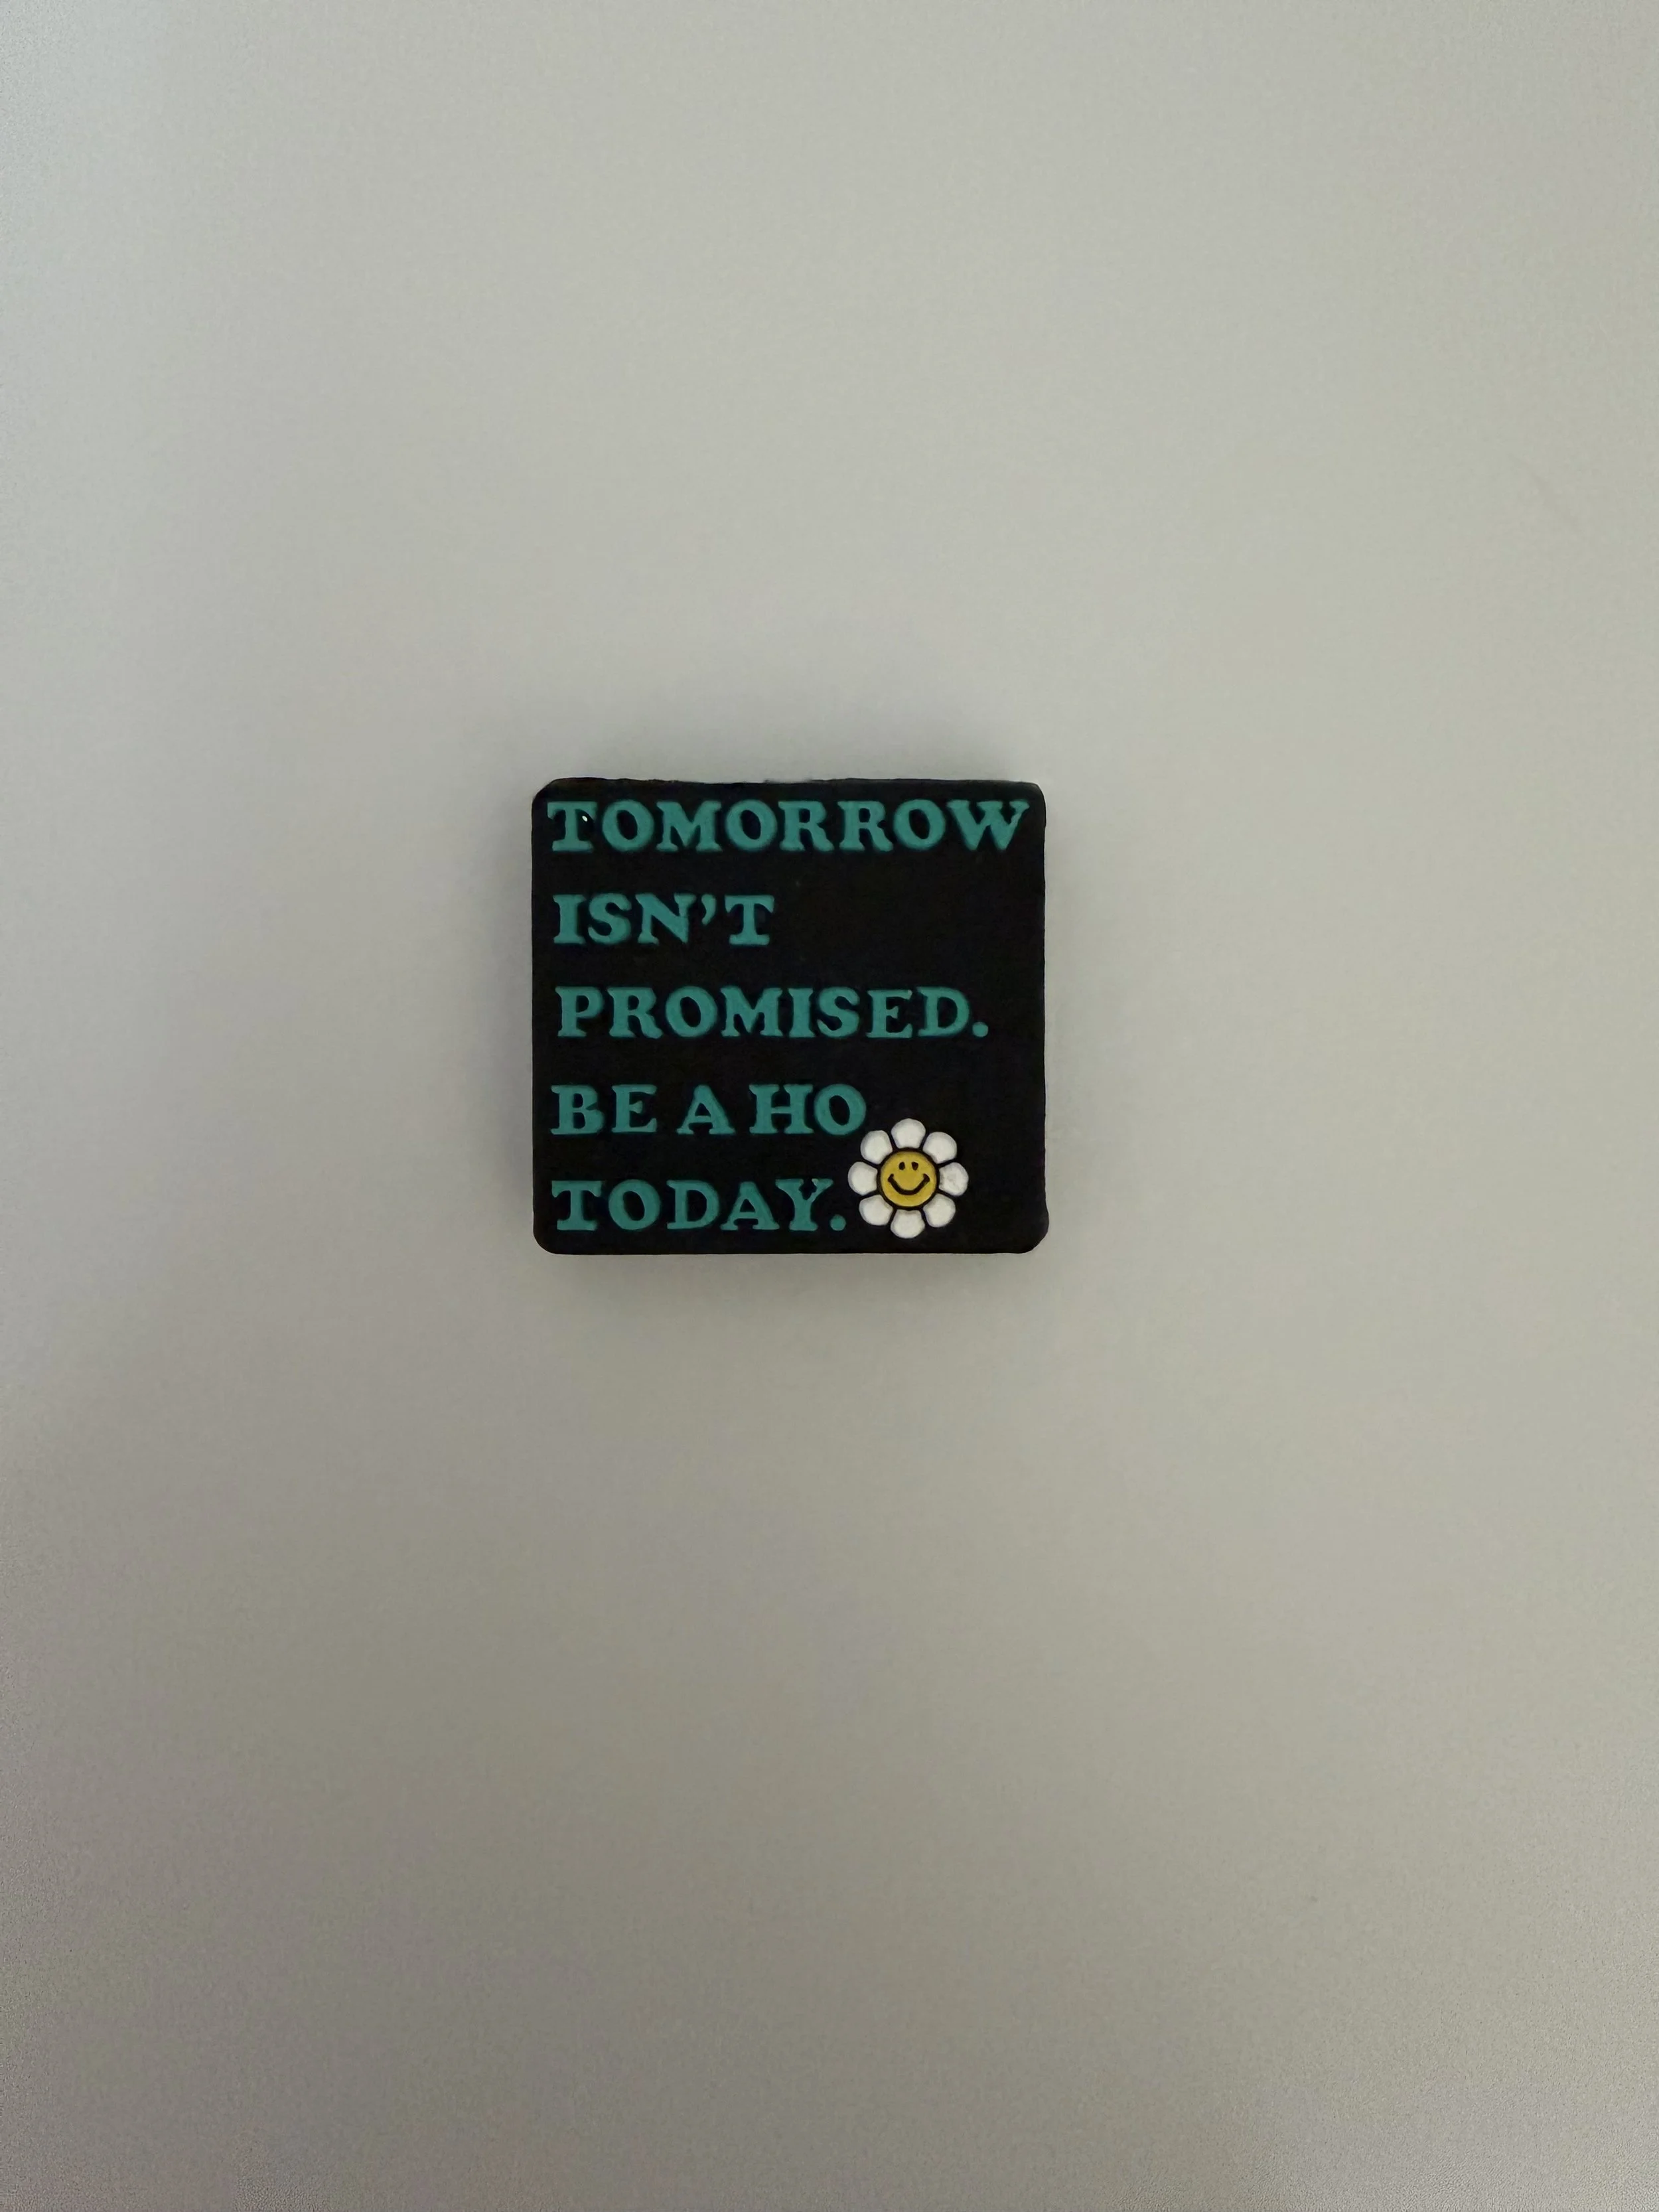 TOMORROW
ISN'T
PROMISED.
BE A HO
TODAY.